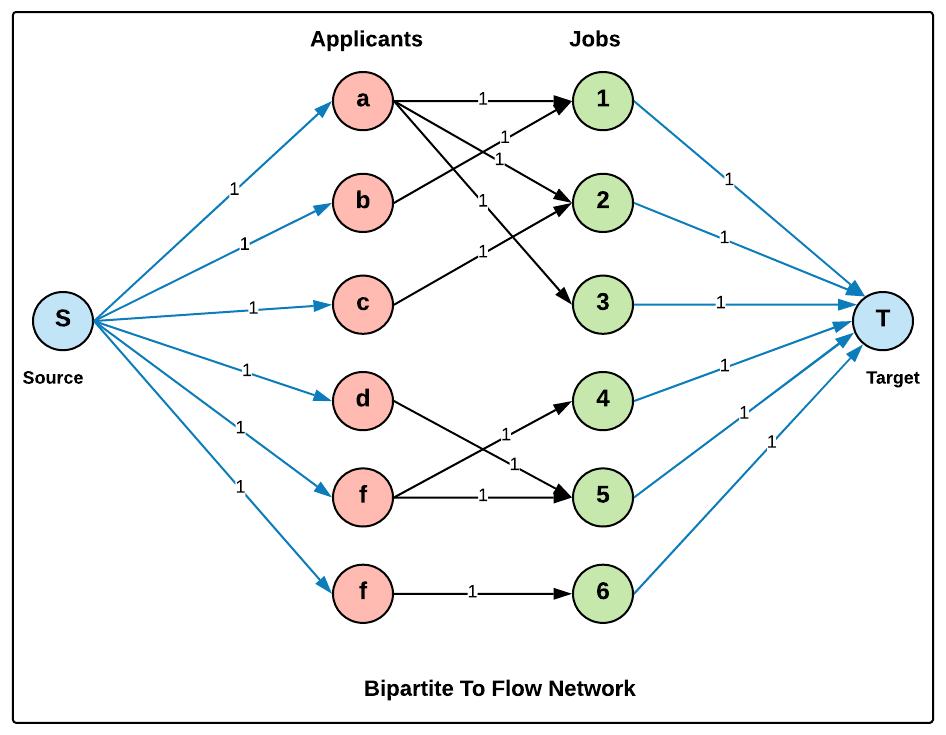 Applicants Jobs
a 1 1
1
1
1 1
1
b 2
1 1
1 1
c 3
1 1
S T
Source Target
1 1
d 4
1 1
1
1
f 1 5
1 1
f 1 6
Bipartite To Flow Network